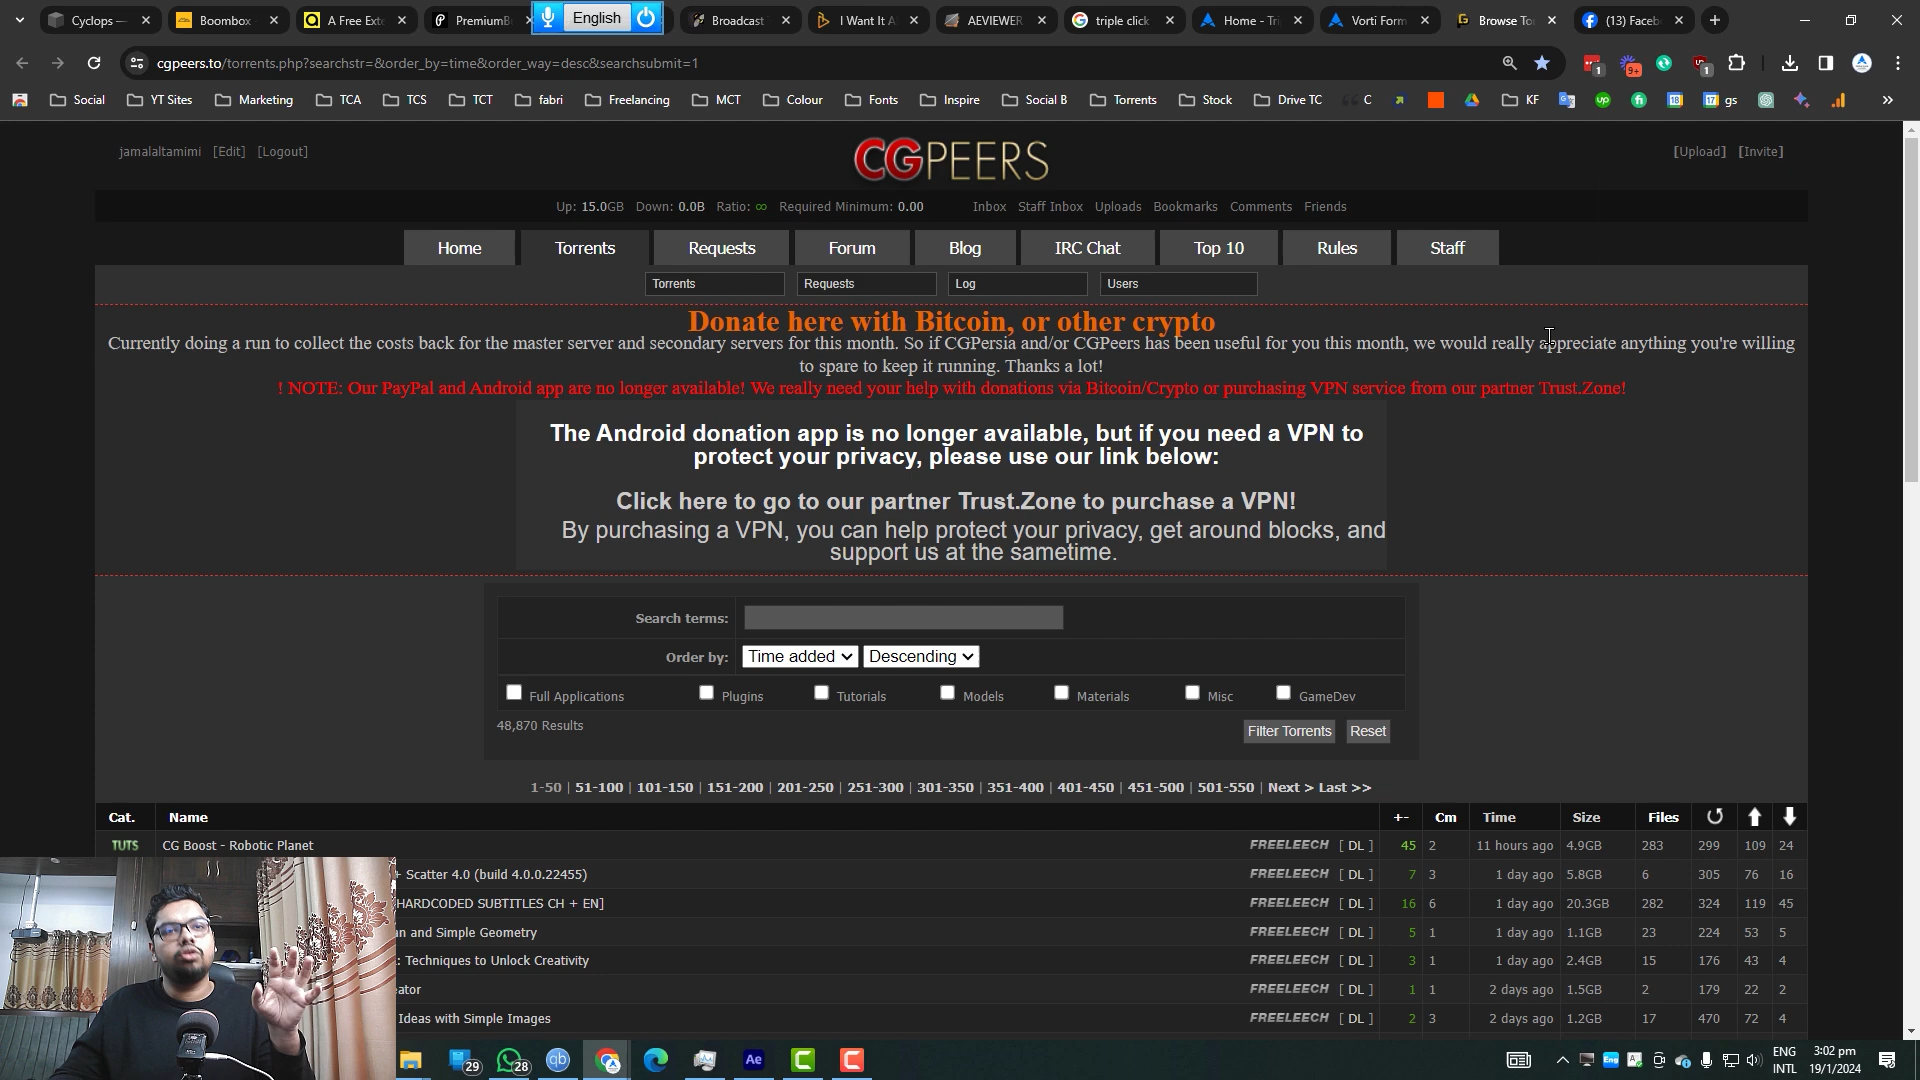 Cyclops —
Boombox
A Free Exte
PremiumB
English
Broadcast
I Want It A
AEVIEWER
triple click
Home - Tri
Vorti Form
Browse To
(13) Faceb
cgpeers.to/torrents.php?searchstr=&order_by=time&order_way=desc&searchsubmit=1
1
9+
1
Social
YT Sites
Marketing
TCA
TCS
TCT
fabri
Freelancing
MCT
Colour
Fonts
Inspire
Social B
Torrents
Stock
Drive TC
C
KF
gs
jamalaltamimi [Edit] [Logout]
CGPEERS
[Upload] [Invite]
Up: 15.0GB Down: 0.0B Ratio: ∞ Required Minimum: 0.00 Inbox Staff Inbox Uploads Bookmarks Comments Friends
Home Torrents Requests Forum Blog IRC Chat Top 10 Rules Staff
Torrents Requests Log Users
Donate here with Bitcoin, or other crypto
Currently doing a run to collect the costs back for the master server and secondary servers for this month. So if CGPersia and/or CGPeers has been useful for you this month, we would really appreciate anything you're willing
to spare to keep it running. Thanks a lot!
! NOTE: Our PayPal and Android app are no longer available! We really need your help with donations via Bitcoin/Crypto or purchasing VPN service from our partner Trust.Zone!
The Android donation app is no longer available, but if you need a VPN to
protect your privacy, please use our link below:
Click here to go to our partner Trust.Zone to purchase a VPN!
By purchasing a VPN, you can help protect your privacy, get around blocks, and
support us at the sametime.
Search terms:
Order by: Time added Descending
Full Applications Plugins Tutorials Models Materials Misc GameDev
48,870 Results
Filter Torrents Reset
1-50 | 51-100 | 101-150 | 151-200 | 201-250 | 251-300 | 301-350 | 351-400 | 401-450 | 451-500 | 501-550 | Next > Last >>
Cat. Name +- Cm Time Size Files
TUTS CG Boost - Robotic Planet FREELEECH [ DL ] 45 2 11 hours ago 4.9GB 283 299 109 24
+ Scatter 4.0 (build 4.0.0.22455) FREELEECH [ DL ] 7 3 1 day ago 5.8GB 6 305 76 16
HARDCODED SUBTITLES CH + EN] FREELEECH [ DL ] 16 6 1 day ago 20.3GB 282 324 119 45
an and Simple Geometry FREELEECH [ DL ] 5 1 1 day ago 1.1GB 23 224 53 5
: Techniques to Unlock Creativity FREELEECH [ DL ] 3 1 1 day ago 2.4GB 15 176 43 4
ator FREELEECH [ DL ] 1 1 2 days ago 1.5GB 2 179 22 2
Ideas with Simple Images FREELEECH [ DL ] 2 3 2 days ago 1.2GB 17 470 72 4
29
28
qb
Ae
C
C
Eng
ENG
INTL
3:02 pm
19/1/2024